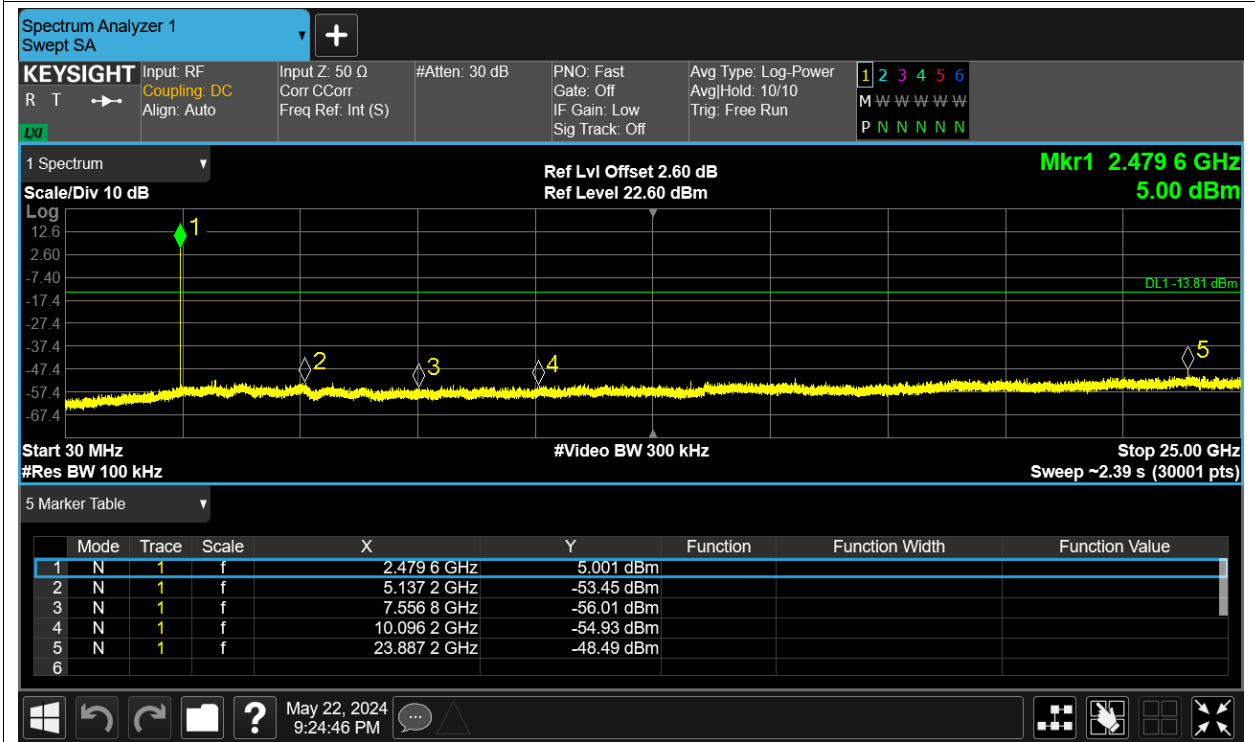 Spectrum Analyzer 1
Swept SA
+
KEYSIGHT
R T
LXI
Input: RF
Coupling: DC
Align: Auto
Input Z: 50 Ω
Corr CCorr
Freq Ref: Int (S)
#Atten: 30 dB
PNO: Fast
Gate: Off
IF Gain: Low
Sig Track: Off
Avg Type: Log-Power
Avg|Hold: 10/10
Trig: Free Run
1 2 3 4 5 6
M W W W W W
P N N N N N
1 Spectrum
Scale/Div 10 dB
Ref Lvl Offset 2.60 dB
Ref Level 22.60 dBm
Mkr1 2.479 6 GHz
5.00 dBm
Log
12.6
2.60
-7.40
-17.4
-27.4
-37.4
-47.4
-57.4
-67.4
1
2
3
4
5
DL1 -13.81 dBm
Start 30 MHz
#Video BW 300 kHz
Stop 25.00 GHz
#Res BW 100 kHz
Sweep ~2.39 s (30001 pts)
5 Marker Table
Mode Trace Scale X Y Function Function Width Function Value
1 N 1 f 2.479 6 GHz 5.001 dBm
2 N 1 f 5.137 2 GHz -53.45 dBm
3 N 1 f 7.556 8 GHz -56.01 dBm
4 N 1 f 10.096 2 GHz -54.93 dBm
5 N 1 f 23.887 2 GHz -48.49 dBm
6
?
May 22, 2024
9:24:46 PM